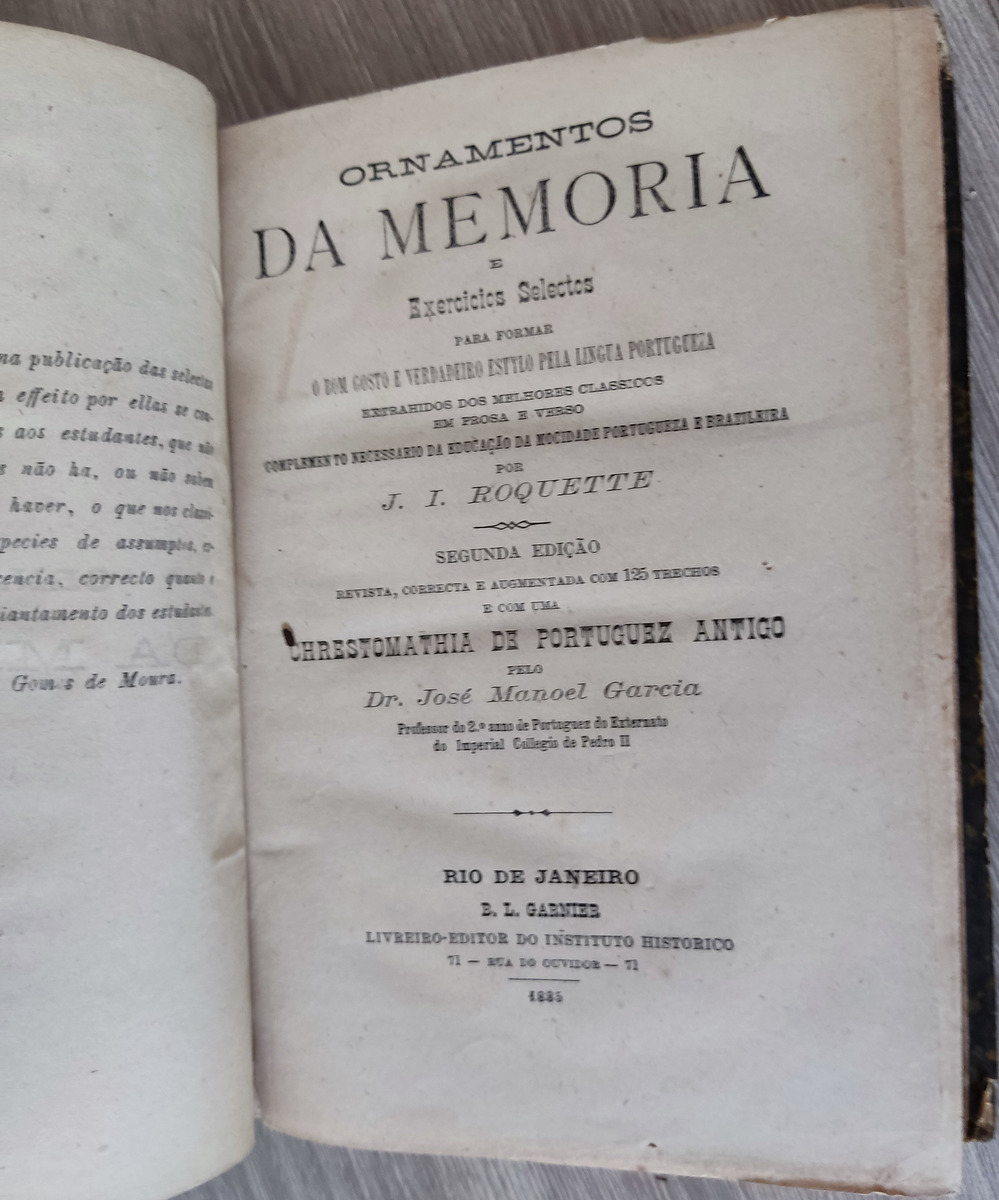 publicação das selectas
effeito por ellas se
aos estudantes, que não
não ha, ou não sabem
haver, o que nos
de assumptos,
correcto quanto
dos estudantes.
Gomes de Moura.
ORNAMENTOS
DA MEMORIA
E
Exercicios Selectos
PARA FORMAR
O BOM GOSTO E VERDADEIRO ESTYLO PELA LINGUA PORTUGUEZA
EXTRAHIDOS DOS MELHORES CLASSICOS
EM PROSA E VERSO
COMPLEMENTO NECESSARIO DA EDUCAÇÃO DA MOCIDADE PORTUGUEZA E BRAZILEIRA
POR
J. I. ROQUETTE
SEGUNDA EDIÇÃO
REVISTA, CORRECTA E AUGMENTADA COM 125 TRECHOS
E COM UMA
CHRESTOMATHIA DE PORTUGUEZ ANTIGO
PELO
Dr. José Manoel Garcia
Professor do 2.º anno de Portuguez do Externato
do Imperial Collegio de Pedro II
RIO DE JANEIRO
B. L. GARNIER
LIVREIRO-EDITOR DO INSTITUTO HISTORICO
71 — RUA DO OUVIDOR — 71
1885